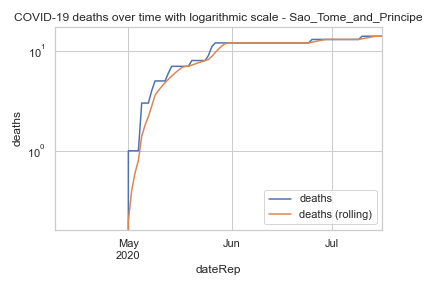 COVID-19 deaths over time with logarithmic scale - Sao_Tome_and_Principe
10¹
10⁰
deaths
deaths
deaths (rolling)
May
2020
Jun
Jul
dateRep